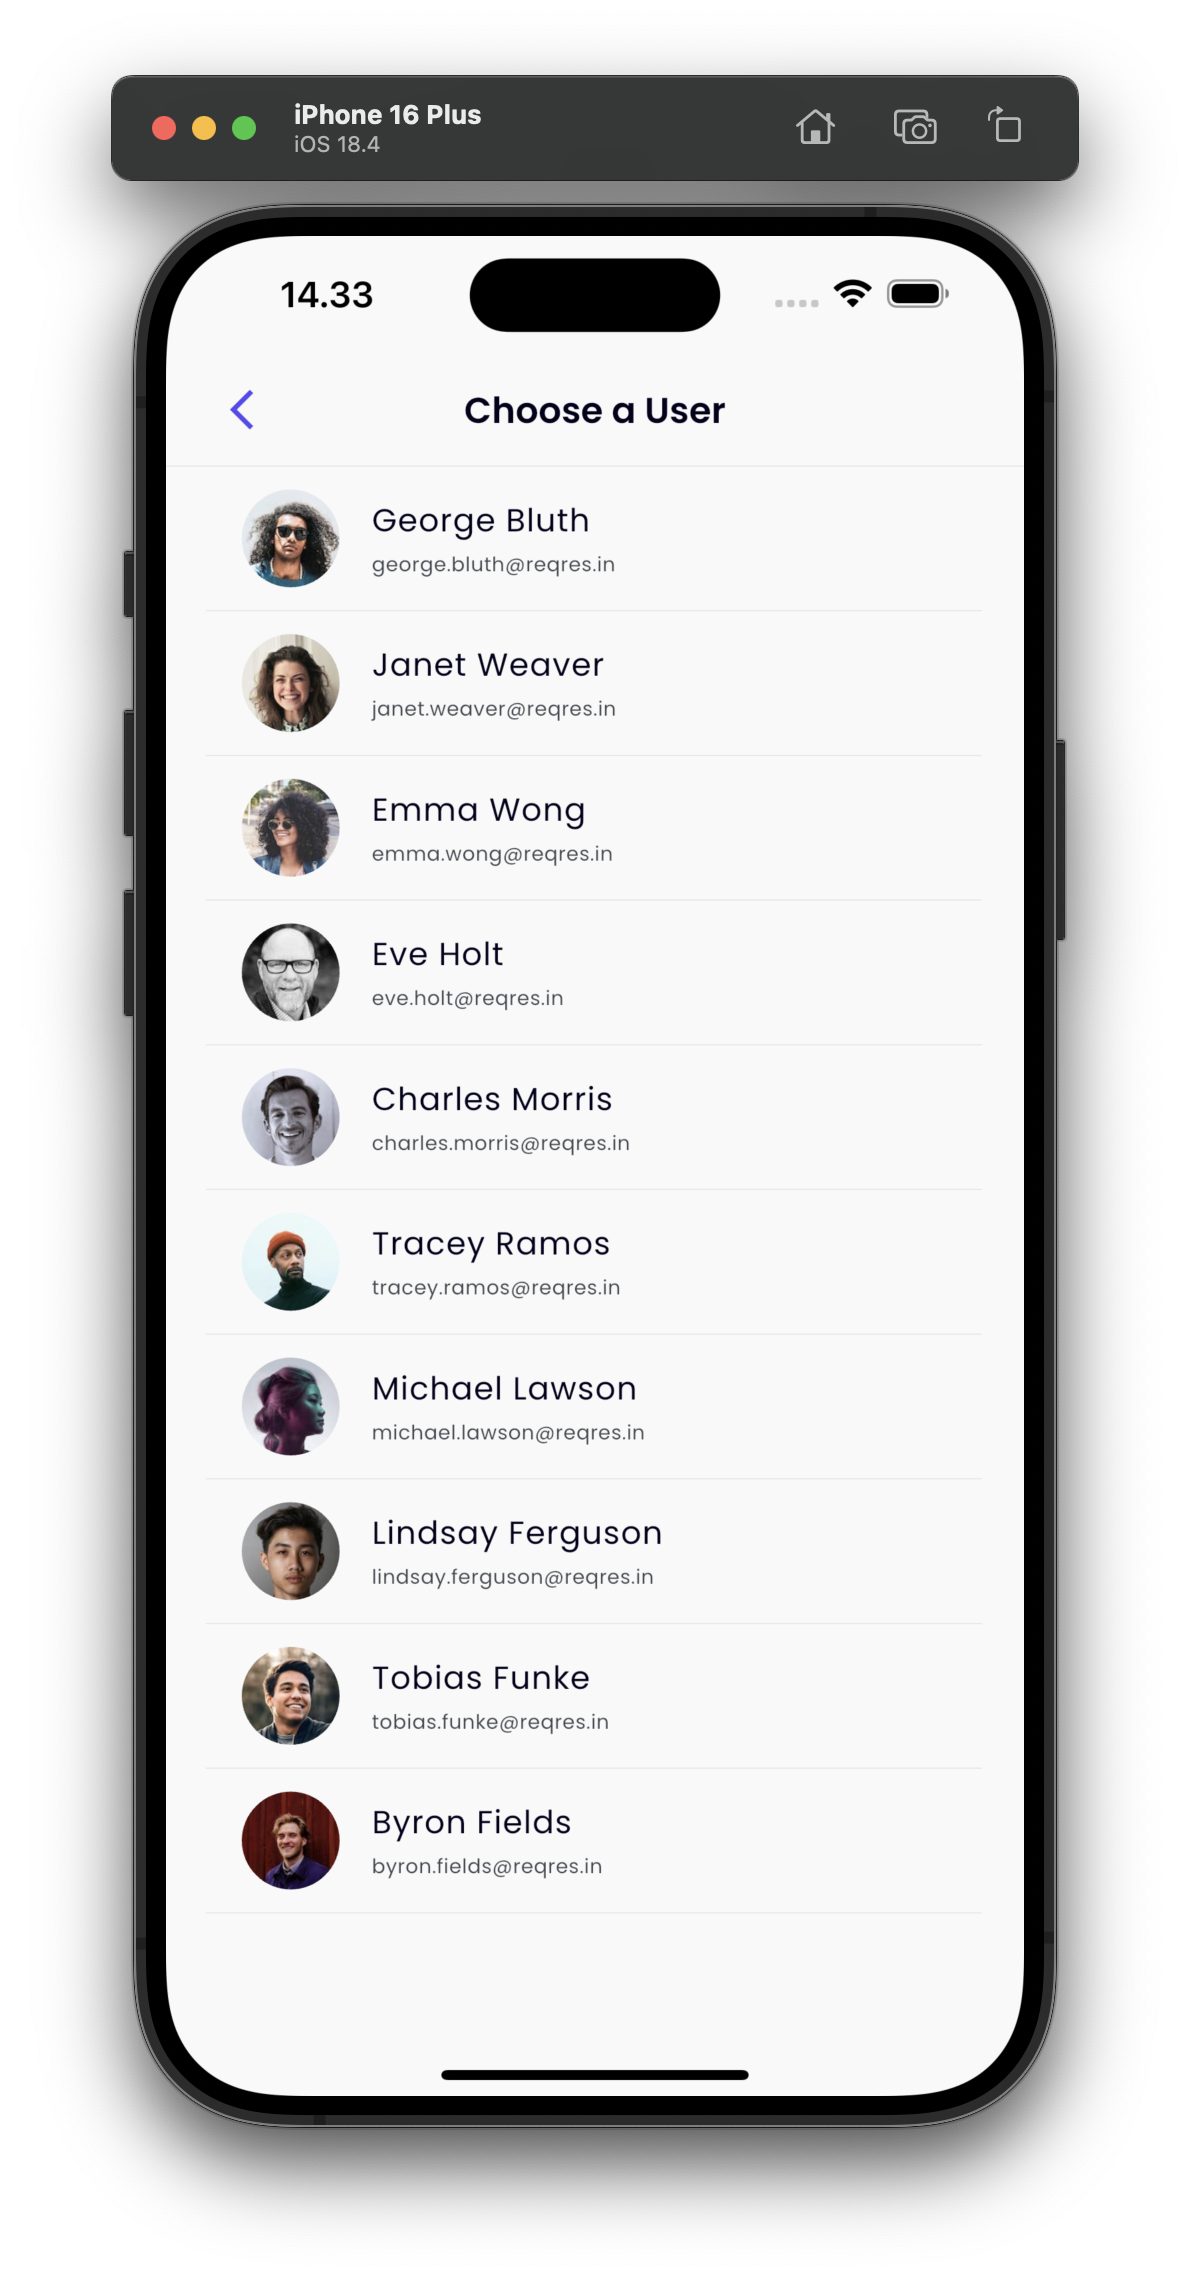 iPhone 16 Plus
iOS 18.4
14.33
Choose a User
George Bluth
george.bluth@reqres.in
Janet Weaver
janet.weaver@reqres.in
Emma Wong
emma.wong@reqres.in
Eve Holt
eve.holt@reqres.in
Charles Morris
charles.morris@reqres.in
Tracey Ramos
tracey.ramos@reqres.in
Michael Lawson
michael.lawson@reqres.in
Lindsay Ferguson
lindsay.ferguson@reqres.in
Tobias Funke
tobias.funke@reqres.in
Byron Fields
byron.fields@reqres.in